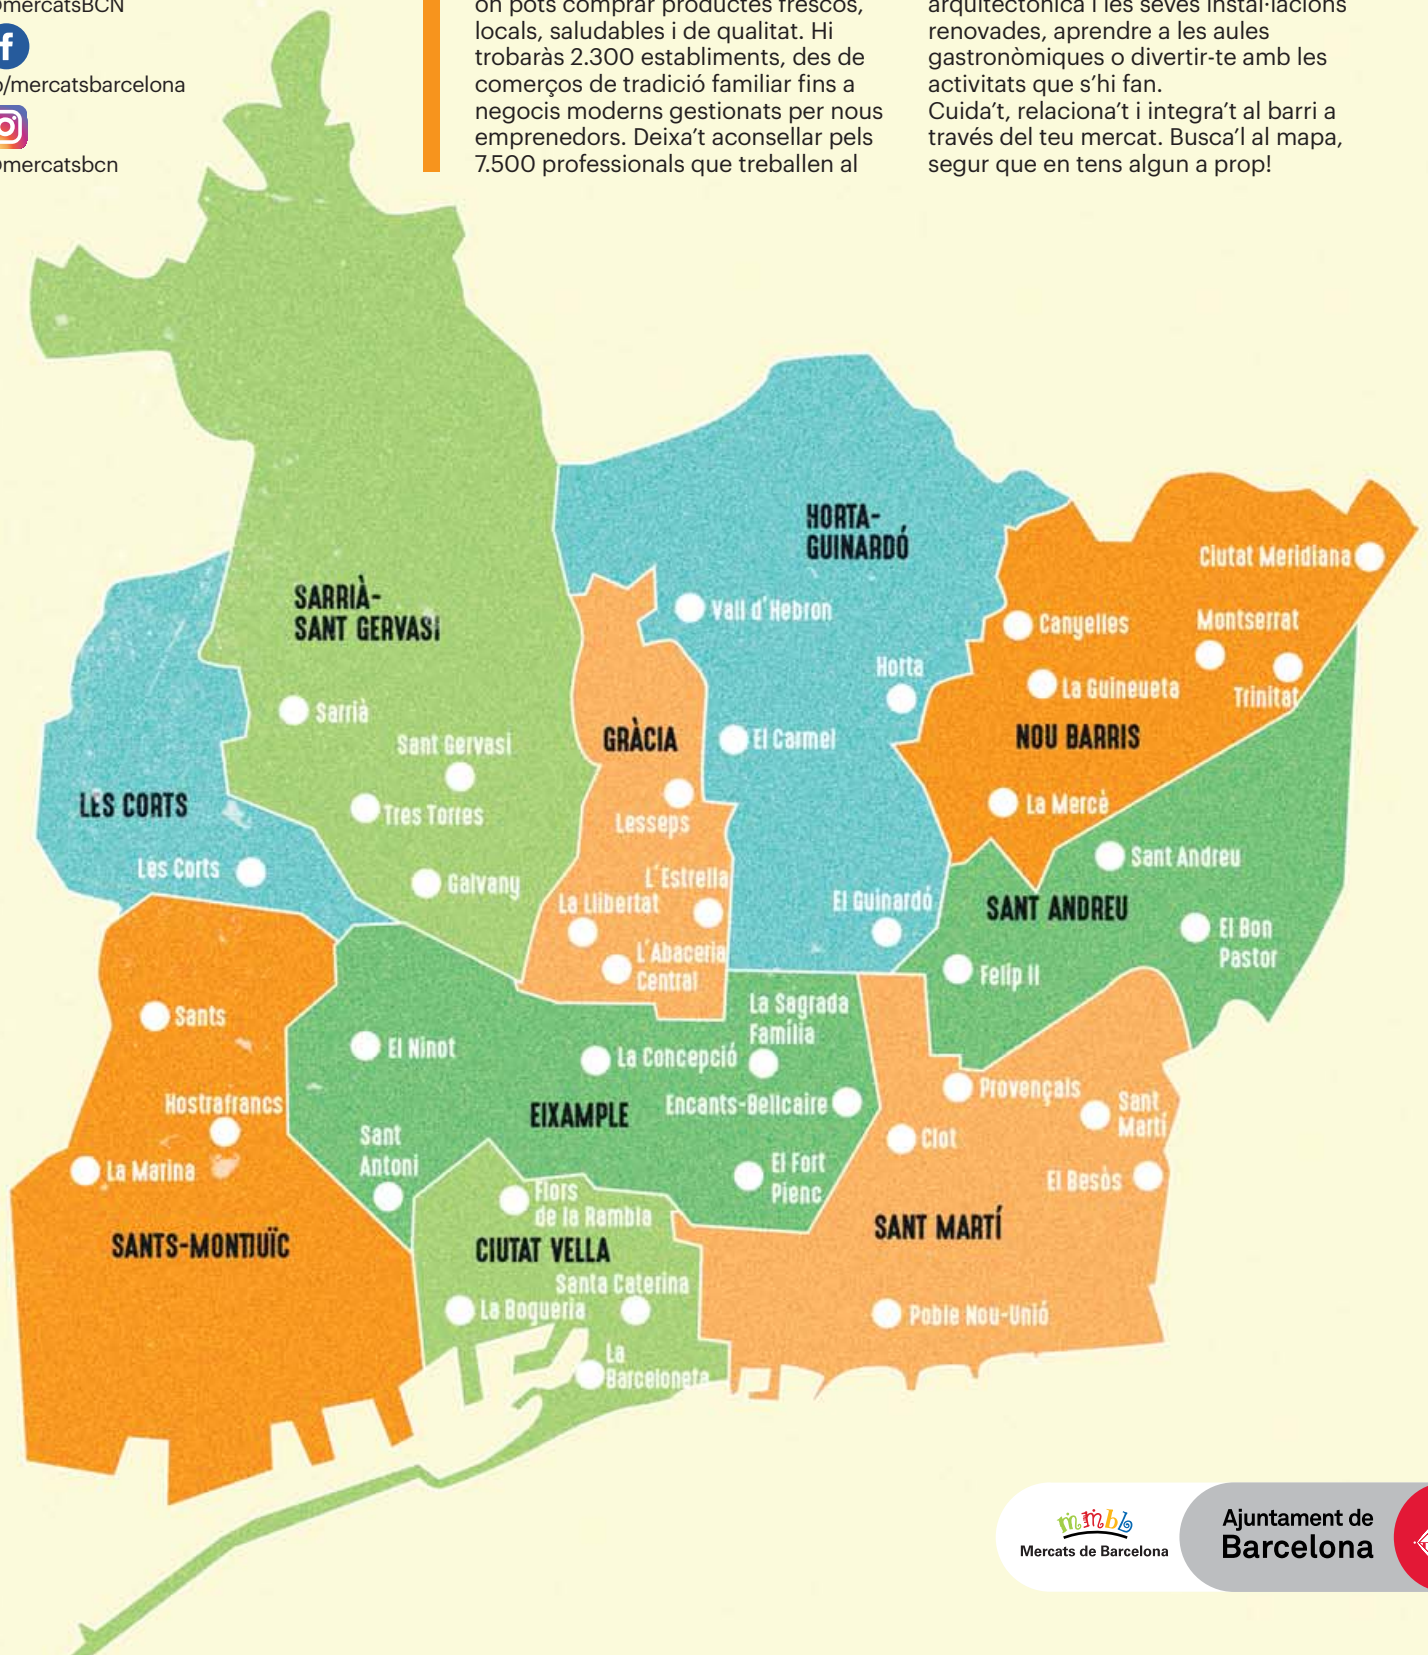 @mercatsBCN
/mercatsbarcelona
@mercatsbcn
on pots comprar productes frescos,
locals, saludables i de qualitat. Hi
trobaràs 2.300 establiments, des de
comerços de tradició familiar fins a
negocis moderns gestionats per nous
emprenedors. Deixa’t aconsellar pels
7.500 professionals que treballen al
arquitectònica i les seves instal·lacions
renovades, aprendre a les aules
gastronòmiques o divertir-te amb les
activitats que s’hi fan.
Cuida’t, relaciona’t i integra’t al barri a
través del teu mercat. Busca’l al mapa,
segur que en tens algun a prop!
SARRIÀ-
SANT GERVASI
Sarrià
Sant Gervasi
Tres Torres
Galvany
LES CORTS
Les Corts
HORTA-
GUINARDÓ
Vall d'Hebron
Horta
El Carmel
El Guinardó
GRÀCIA
Lesseps
L'Estrella
La Llibertat
L'Abaceria
Central
Ciutat Meridiana
Canyelles
Montserrat
La Guineueta
Trinitat
NOU BARRIS
La Mercè
Sant Andreu
SANT ANDREU
El Bon
Pastor
Felip II
Sants
Hostrafrancs
La Marina
SANTS-MONTJUÏC
El Ninot
La Concepció
La Sagrada
Família
Encants-Bellcaire
EIXAMPLE
Sant
Antoni
El Fort
Pienc
Flors
de la Rambla
CIUTAT VELLA
Santa Caterina
La Boqueria
La
Barceloneta
Provençals
Sant
Martí
Clot
El Besòs
SANT MARTÍ
Poble Nou-Unió
Mercats de Barcelona
Ajuntament de
Barcelona